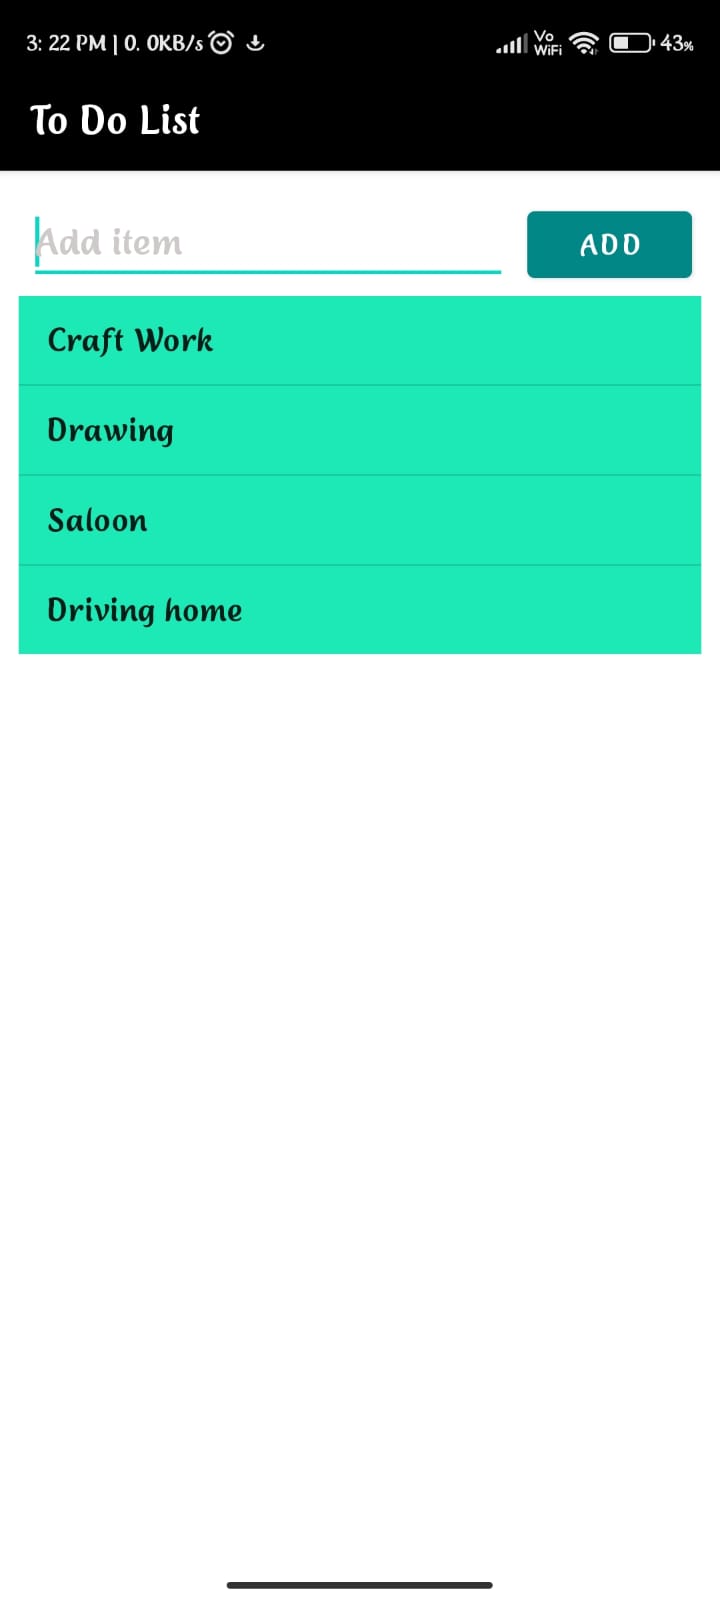 3: 22 PM | 0. 0KB/s
Vo
WiFi
43%
To Do List
Add item
ADD
Craft Work
Drawing
Saloon
Driving home